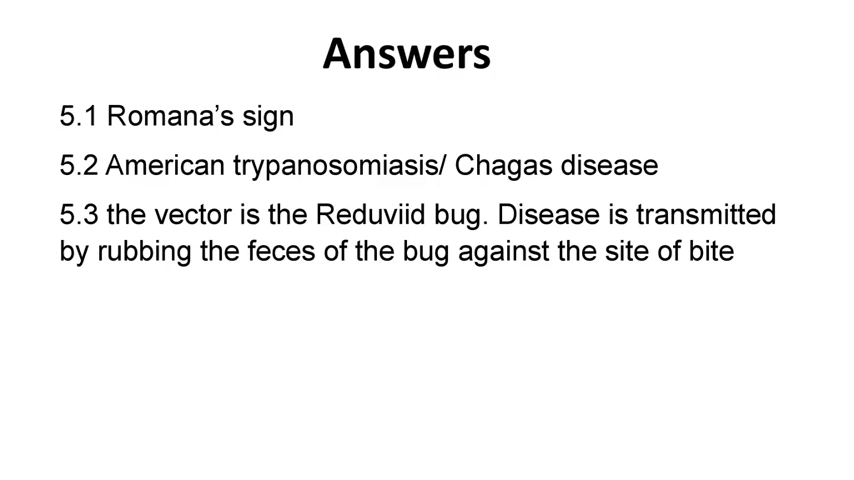 Answers
5.1 Romana’s sign
5.2 American trypanosomiasis/ Chagas disease
5.3 the vector is the Reduviid bug. Disease is transmitted
by rubbing the feces of the bug against the site of bite